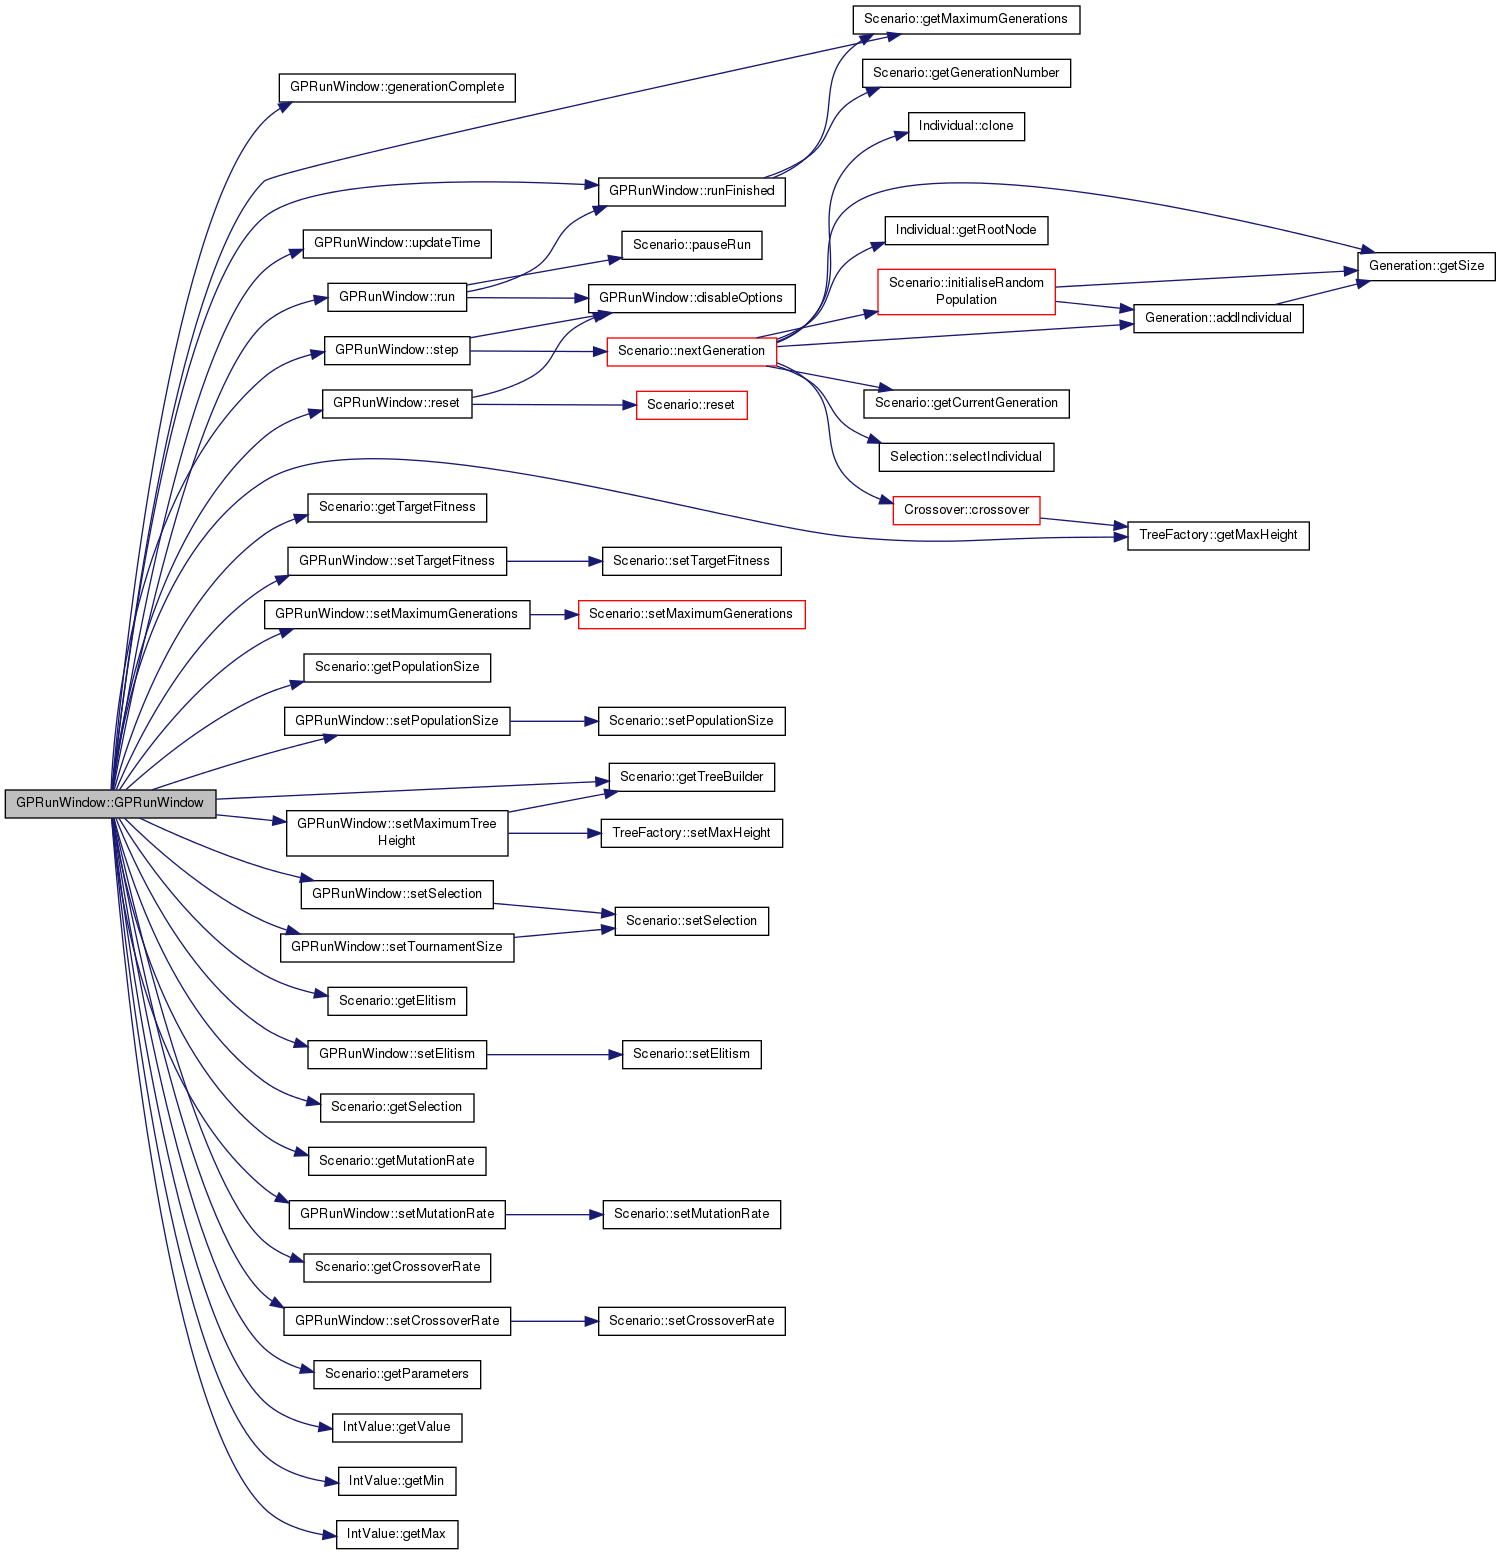 Scenario::getMaximumGenerations
Scenario::getGenerationNumber
GPRunWindow::generationComplete
Individual::clone
GPRunWindow::runFinished
Individual::getRootNode
GPRunWindow::updateTime
Scenario::pauseRun
Generation::getSize
Scenario::initialiseRandom
Population
GPRunWindow::run
GPRunWindow::disableOptions
Generation::addIndividual
GPRunWindow::step
Scenario::nextGeneration
GPRunWindow::reset
Scenario::reset
Scenario::getCurrentGeneration
Selection::selectIndividual
Scenario::getTargetFitness
Crossover::crossover
TreeFactory::getMaxHeight
GPRunWindow::setTargetFitness
Scenario::setTargetFitness
GPRunWindow::setMaximumGenerations
Scenario::setMaximumGenerations
Scenario::getPopulationSize
GPRunWindow::setPopulationSize
Scenario::setPopulationSize
Scenario::getTreeBuilder
GPRunWindow::GPRunWindow
GPRunWindow::setMaximumTree
Height
TreeFactory::setMaxHeight
GPRunWindow::setSelection
Scenario::setSelection
GPRunWindow::setTournamentSize
Scenario::getElitism
GPRunWindow::setElitism
Scenario::setElitism
Scenario::getSelection
Scenario::getMutationRate
GPRunWindow::setMutationRate
Scenario::setMutationRate
Scenario::getCrossoverRate
GPRunWindow::setCrossoverRate
Scenario::setCrossoverRate
Scenario::getParameters
IntValue::getValue
IntValue::getMin
IntValue::getMax